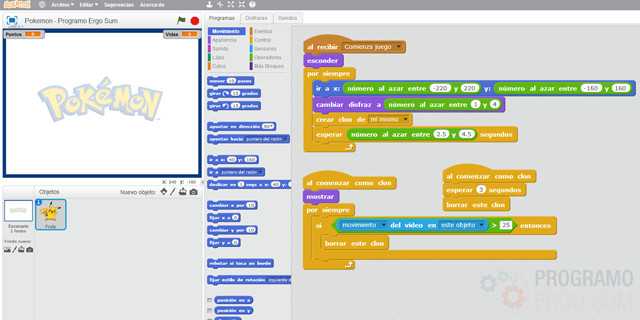 SCRATCH
Archivo Editar Sugerencias Acerca de
Pokemon - Programo Ergo Sum
Puntos 0
Vidas 0
POKéMON
X: 240 Y: -180
Objetos Nuevo objeto:
Escenario
2 fondos
Fondo nuevo:
Fruta
Programas Disfraces Sonidos
Movimiento Eventos
Apariencia Control
Sonido Sensores
Lápiz Operadores
Datos Más Bloques
mover 10 pasos
girar 15 grados
girar 15 grados
apuntar en dirección 90
apuntar hacia puntero del ratón
ir a x: 40 y: 160
ir a puntero del ratón
deslizar en 1 segs a x: 40 y:
cambiar x por 10
fijar x a 0
cambiar y por 10
fijar y a 0
rebotar si toca un borde
fijar estilo de rotación izquierda-d
posición en x
posición en y
al recibir Comienza juego
esconder
por siempre
ir a x: número al azar entre -220 y 220 y: número al azar entre -160 y 160
cambiar disfraz a número al azar entre 1 y 4
crear clon de mí mismo
esperar número al azar entre 2.5 y 4.5 segundos
al comenzar como clon
mostrar
por siempre
si movimiento del video en este objeto > 25 entonces
borrar este clon
al comenzar como clon
esperar 3 segundos
borrar este clon
PROGRAMO
ERGO SUM